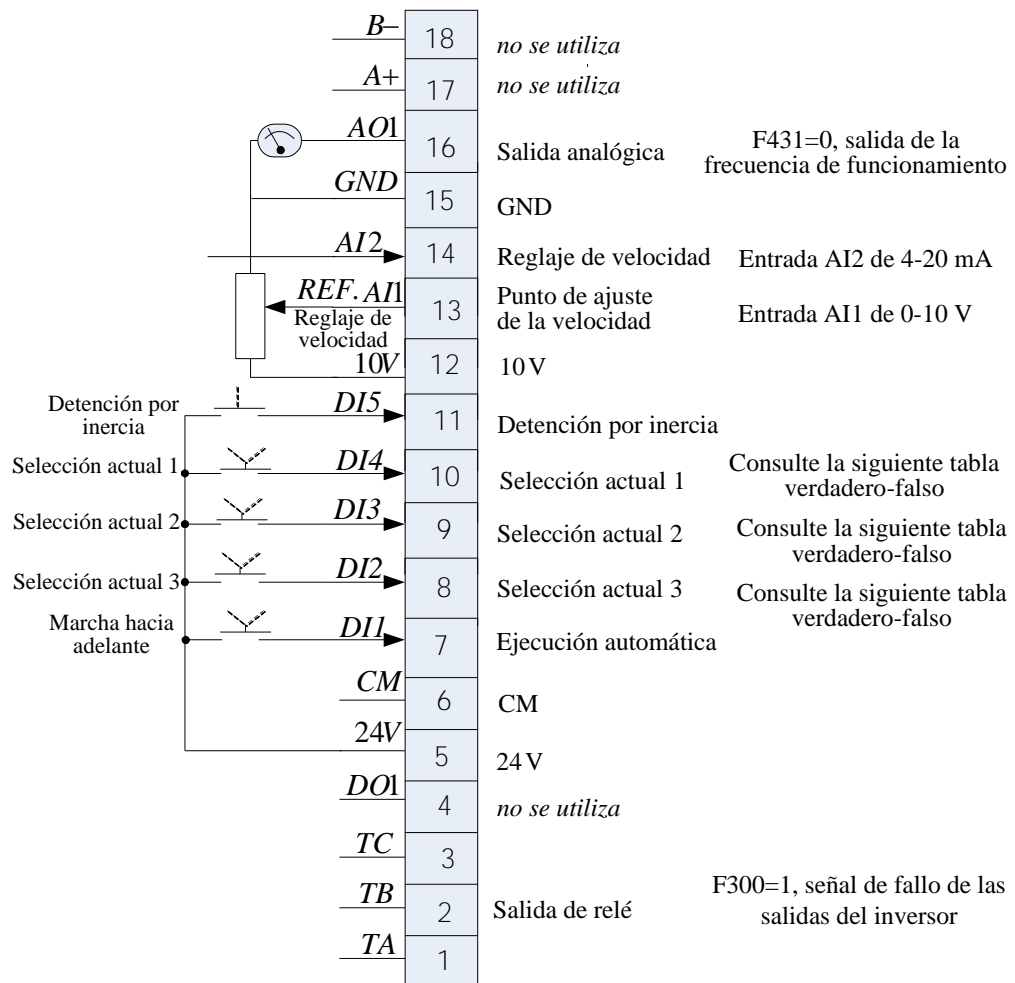 B–
18
no se utiliza
A+
17
no se utiliza
AO1
16
Salida analógica
F431=0, salida de la
frecuencia de funcionamiento
GND
15
GND
AI2
14
Reglaje de velocidad
Entrada AI2 de 4-20 mA
REF. AI1
Reglaje de
velocidad
13
Punto de ajuste
de la velocidad
Entrada AI1 de 0-10 V
10V
12
10V
Detención por
inercia
DI5
11
Detención por inercia
Selección actual 1
DI4
10
Selección actual 1
Consulte la siguiente tabla
verdadero-falso
Selección actual 2
DI3
9
Selección actual 2
Consulte la siguiente tabla
verdadero-falso
Selección actual 3
DI2
8
Selección actual 3
Consulte la siguiente tabla
verdadero-falso
Marcha hacia
adelante
DI1
7
Ejecución automática
CM
6
CM
24V
5
24V
DO1
4
no se utiliza
TC
3
TB
2
Salida de relé
F300=1, señal de fallo de las
salidas del inversor
TA
1